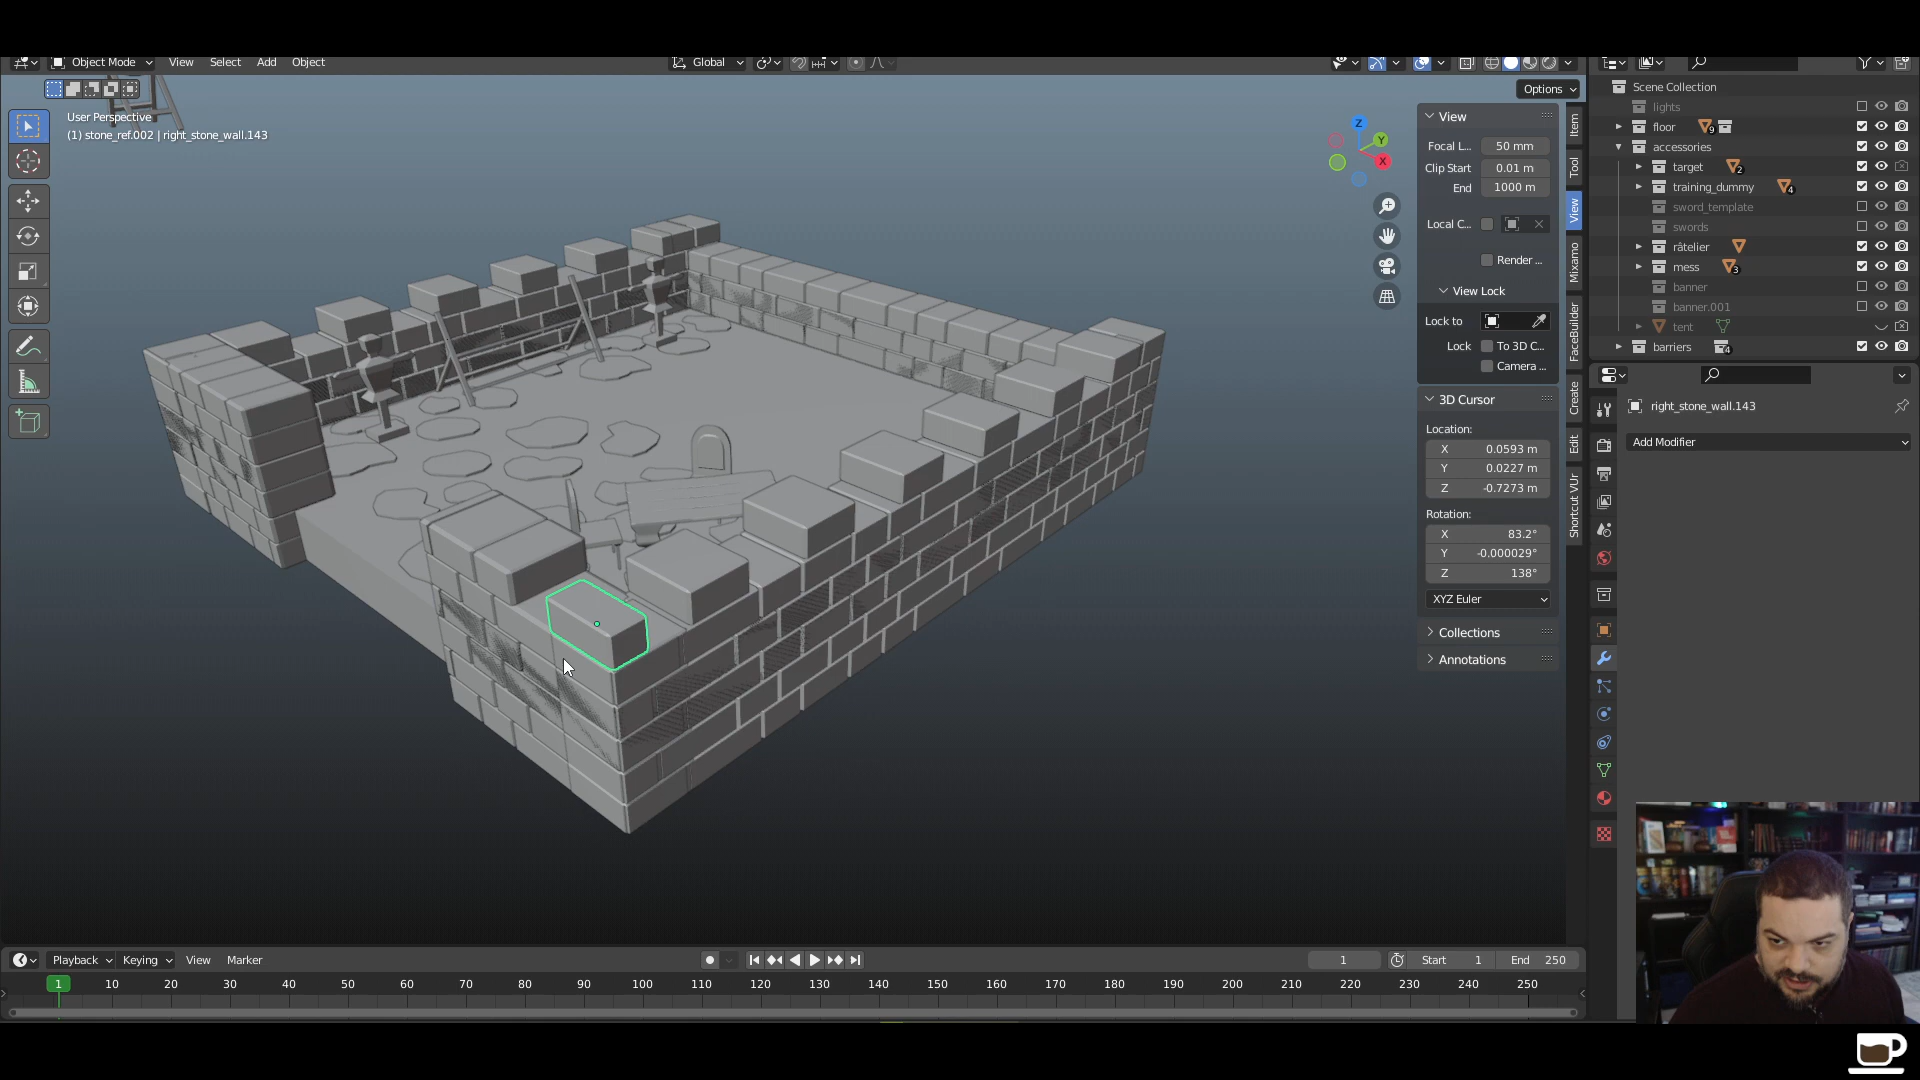 Object Mode View Select Add Object Global
Options
User Perspective
(1) stone_ref.002 | right_stone_wall.143
Z
Y
X
View
Focal L... 50 mm
Clip Start 0.01 m
End 1000 m
Local C...
Render ...
View Lock
Lock to
Lock To 3D C...
Camera ...
3D Cursor
Location:
X 0.0593 m
Y 0.0227 m
Z -0.7273 m
Rotation:
X 83.2°
Y -0.000029°
Z 138°
XYZ Euler
Collections
Annotations
Item
Tool
View
Mixamo
FaceBuilder
Create
Edit
Shortcut VUr
Scene Collection
lights
floor 9
accessories
target 2
training_dummy 4
sword_template
swords
râtelier
mess 3
banner
banner.001
tent
barriers 4
right_stone_wall.143
Add Modifier
Playback Keying View Marker 1 Start 1 End 250
1 10 20 30 40 50 60 70 80 90 100 110 120 130 140 150 160 170 180 190 200 210 220 230 240 250